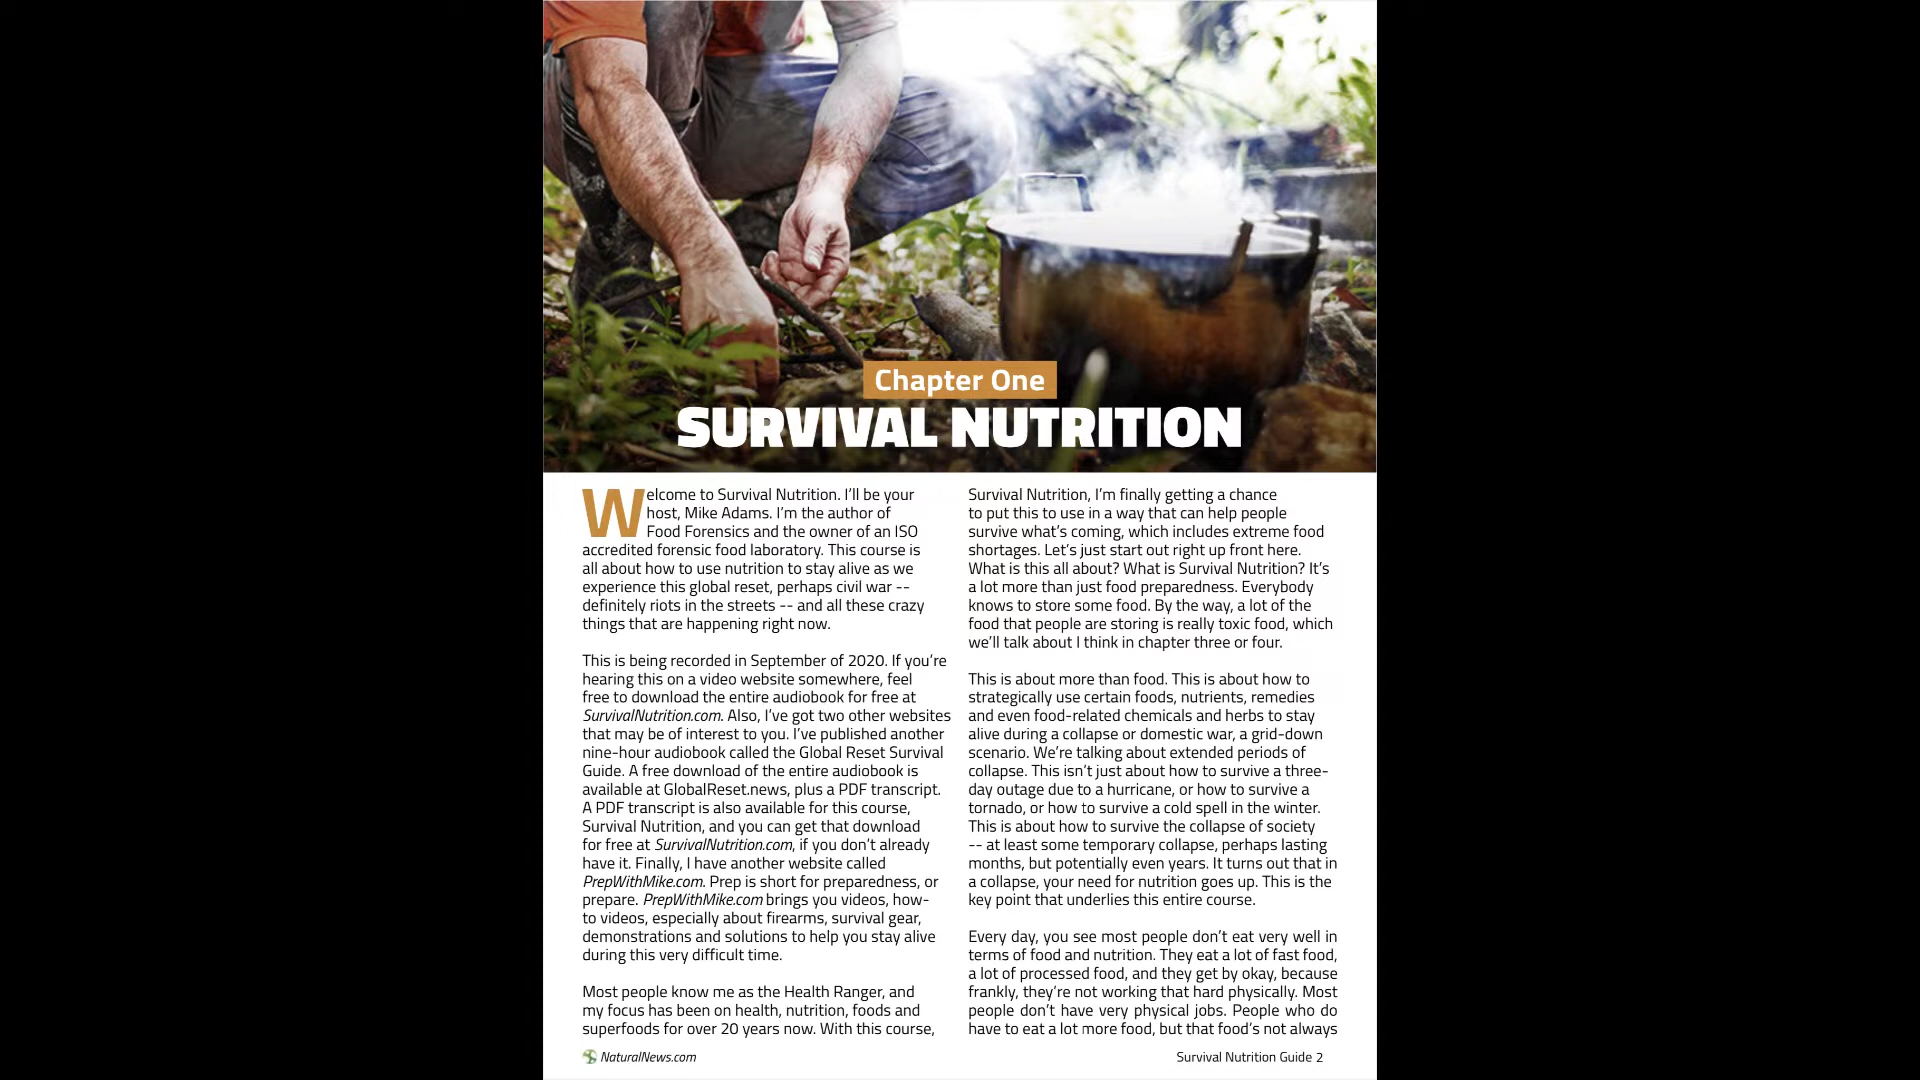 Chapter One
SURVIVAL NUTRITION
Welcome to Survival Nutrition. I'll be your
host, Mike Adams. I'm the author of
Food Forensics and the owner of an ISO
accredited forensic food laboratory. This course is
all about how to use nutrition to stay alive as we
experience this global reset, perhaps civil war --
definitely riots in the streets -- and all these crazy
things that are happening right now.
This is being recorded in September of 2020. If you're
hearing this on a video website somewhere, feel
free to download the entire audiobook for free at
SurvivalNutrition.com. Also, I've got two other websites
that may be of interest to you. I've published another
nine-hour audiobook called the Global Reset Survival
Guide. A free download of the entire audiobook is
available at GlobalReset.news, plus a PDF transcript.
A PDF transcript is also available for this course,
Survival Nutrition, and you can get that download
for free at SurvivalNutrition.com, if you don't already
have it. Finally, I have another website called
PrepWithMike.com. Prep is short for preparedness, or
prepare. PrepWithMike.com brings you videos, how-
to videos, especially about firearms, survival gear,
demonstrations and solutions to help you stay alive
during this very difficult time.
Most people know me as the Health Ranger, and
my focus has been on health, nutrition, foods and
superfoods for over 20 years now. With this course,
Survival Nutrition, I'm finally getting a chance
to put this to use in a way that can help people
survive what's coming, which includes extreme food
shortages. Let's just start out right up front here.
What is this all about? What is Survival Nutrition? It's
a lot more than just food preparedness. Everybody
knows to store some food. By the way, a lot of the
food that people are storing is really toxic food, which
we'll talk about I think in chapter three or four.
This is about more than food. This is about how to
strategically use certain foods, nutrients, remedies
and even food-related chemicals and herbs to stay
alive during a collapse or domestic war, a grid-down
scenario. We're talking about extended periods of
collapse. This isn't just about how to survive a three-
day outage due to a hurricane, or how to survive a
tornado, or how to survive a cold spell in the winter.
This is about how to survive the collapse of society
-- at least some temporary collapse, perhaps lasting
months, but potentially even years. It turns out that in
a collapse, your need for nutrition goes up. This is the
key point that underlies this entire course.
Every day, you see most people don't eat very well in
terms of food and nutrition. They eat a lot of fast food,
a lot of processed food, and they get by okay, because
frankly, they're not working that hard physically. Most
people don't have very physical jobs. People who do
have to eat a lot more food, but that food's not always
NaturalNews.com
Survival Nutrition Guide 2